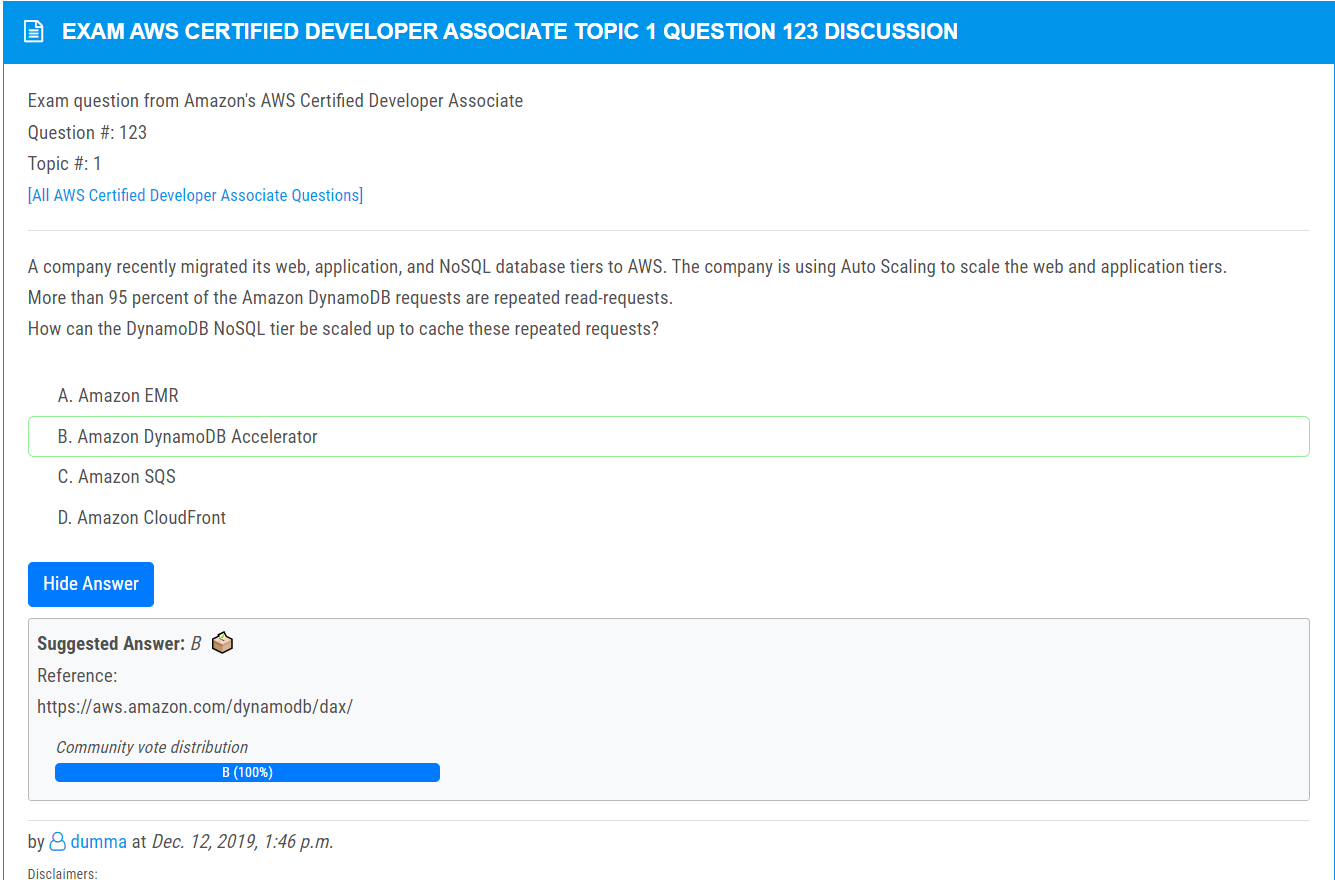 EXAM AWS CERTIFIED DEVELOPER ASSOCIATE TOPIC 1 QUESTION 123 DISCUSSION
Exam question from Amazon's AWS Certified Developer Associate
Question #: 123
Topic #: 1
[All AWS Certified Developer Associate Questions]
A company recently migrated its web, application, and NoSQL database tiers to AWS. The company is using Auto Scaling to scale the web and application tiers.
More than 95 percent of the Amazon DynamoDB requests are repeated read-requests.
How can the DynamoDB NoSQL tier be scaled up to cache these repeated requests?
A. Amazon EMR
B. Amazon DynamoDB Accelerator
C. Amazon SQS
D. Amazon CloudFront
Hide Answer
Suggested Answer: B
Reference:
https://aws.amazon.com/dynamodb/dax/
Community vote distribution
B (100%)
by dumma at Dec. 12, 2019, 1:46 p.m.
Disclaimers: